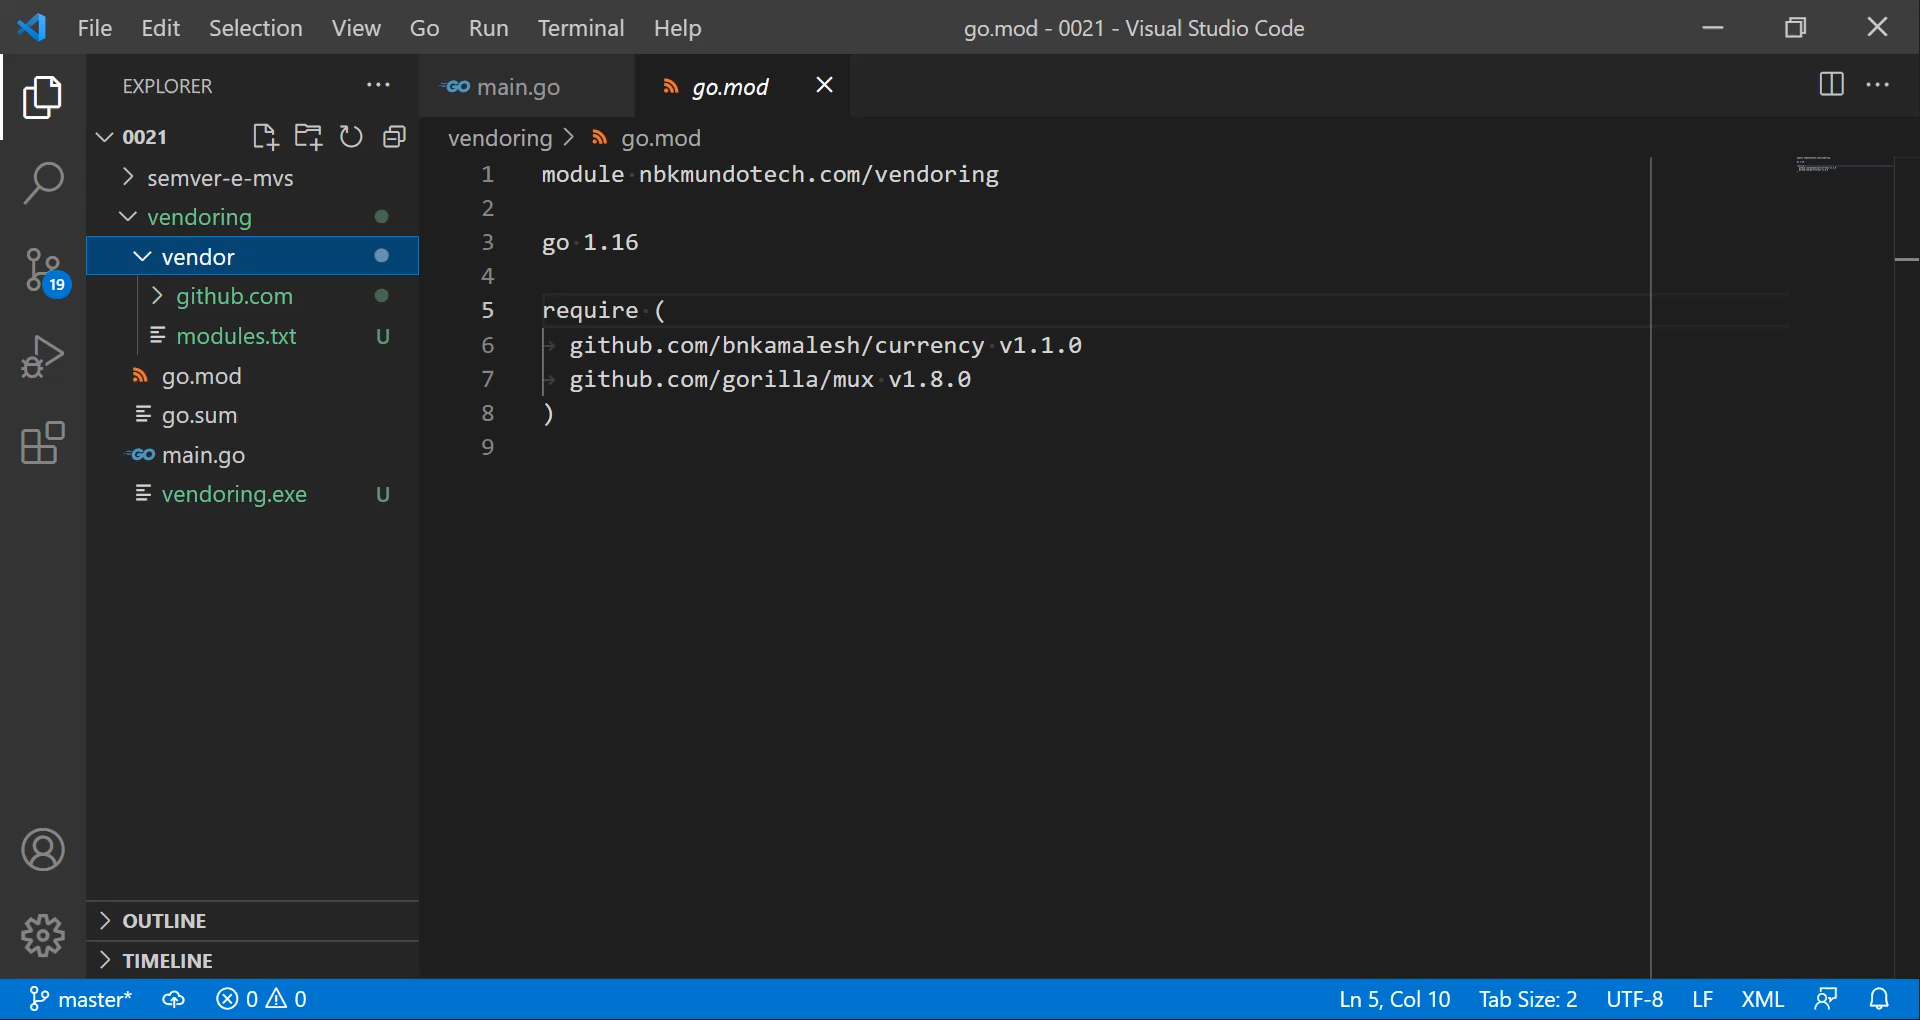 File Edit Selection View Go Run Terminal Help
go.mod - 0021 - Visual Studio Code
EXPLORER
0021
semver-e-mvs
vendoring
vendor
github.com
modules.txt U
go.mod
go.sum
GO main.go
vendoring.exe U
OUTLINE
TIMELINE
19
GO main.go
go.mod
vendoring > go.mod
1 module nbkmundotech.com/vendoring
2
3 go 1.16
4
5 require (
6 github.com/bnkamalesh/currency v1.1.0
7 github.com/gorilla/mux v1.8.0
8 )
9
master* 0 0 Ln 5, Col 10 Tab Size: 2 UTF-8 LF XML